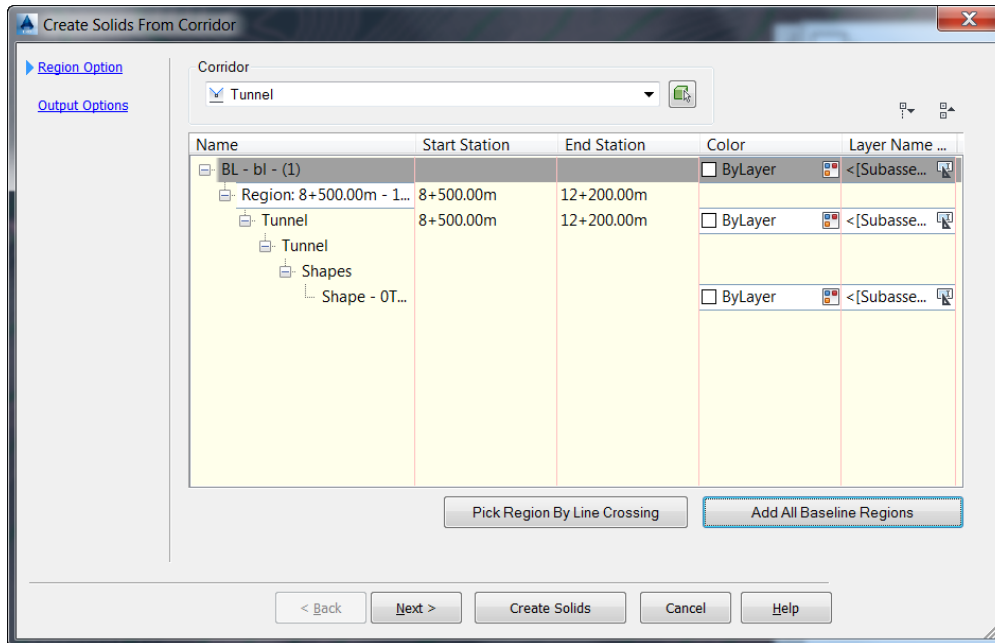 Create Solids From Corridor
Region Option
Output Options
Corridor
Tunnel
Name Start Station End Station Color Layer Name ...
BL - bl - (1) ByLayer <[Subasse...
Region: 8+500.00m - 1... 8+500.00m 12+200.00m
Tunnel 8+500.00m 12+200.00m ByLayer <[Subasse...
Tunnel
Shapes
Shape - 0T... ByLayer <[Subasse...
Pick Region By Line Crossing Add All Baseline Regions
< Back Next > Create Solids Cancel Help